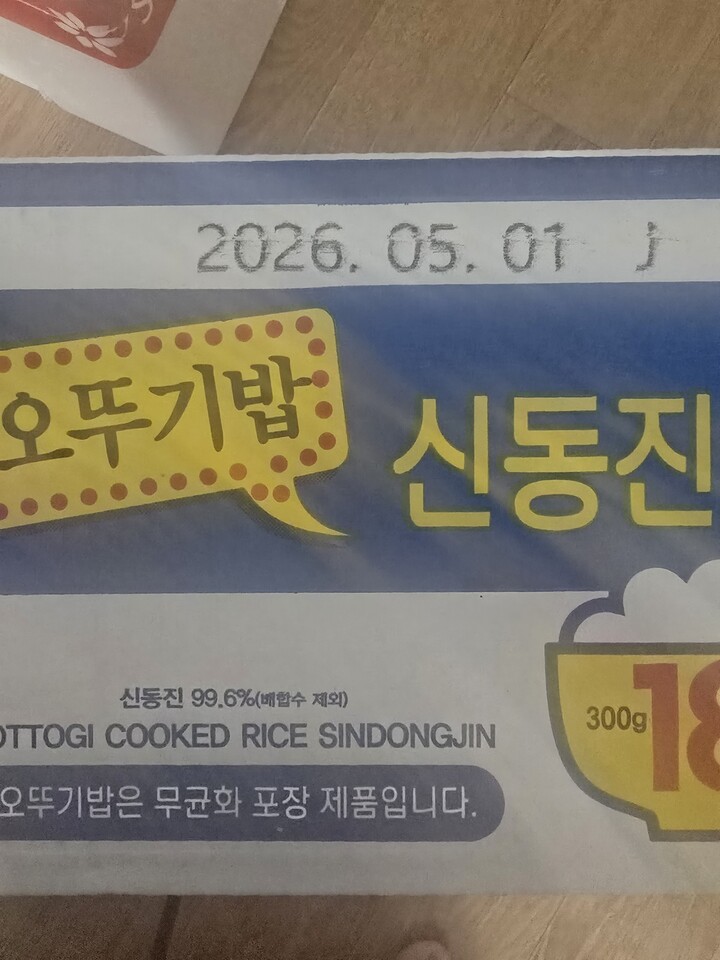 2026. 05. 01 J
오뚜기밥
신동진
신동진 99.6%(배합수 제외)
OTTOGI COOKED RICE SINDONGJIN
300g 18
오뚜기밥은 무균화 포장 제품입니다.